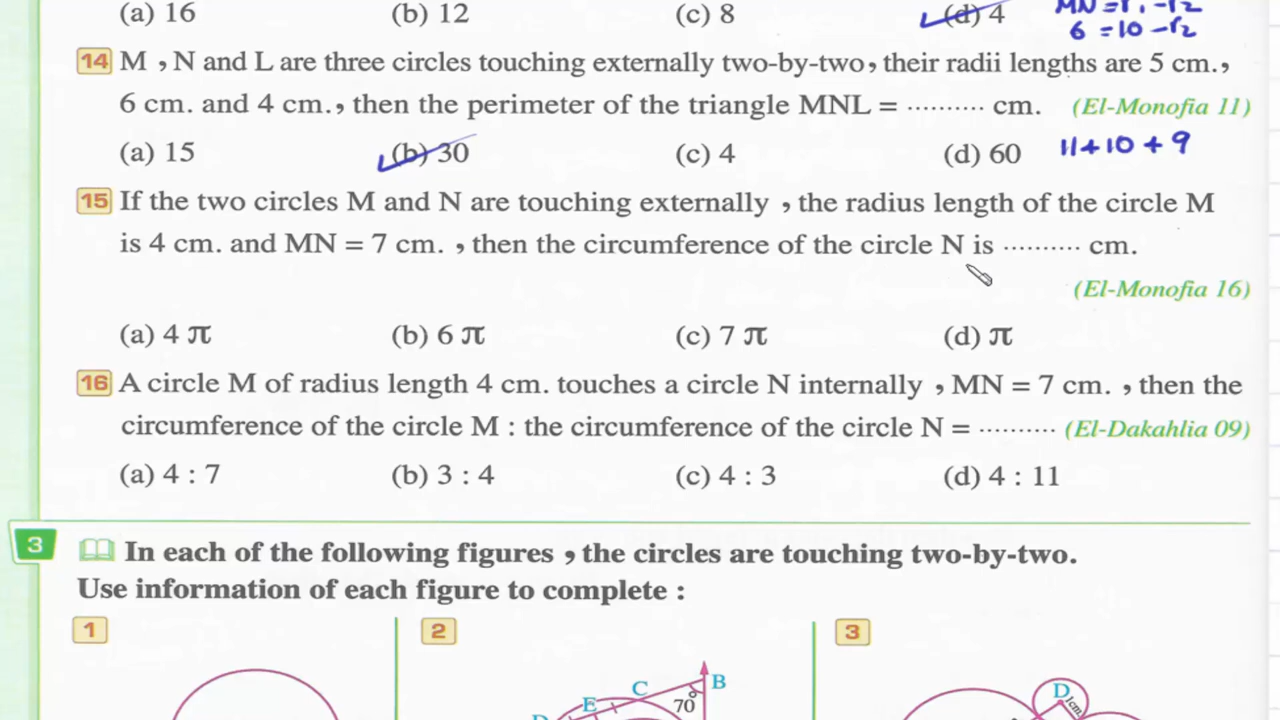 (a) 16 (b) 12 (c) 8 (d) 4 MN = r1 - r2
6 = 10 - r2
14 M , N and L are three circles touching externally two-by-two, their radii lengths are 5 cm.,
6 cm. and 4 cm., then the perimeter of the triangle MNL = .......... cm. (El-Monofia 11)
(a) 15 (b) 30 (c) 4 (d) 60 11 + 10 + 9
15 If the two circles M and N are touching externally , the radius length of the circle M
is 4 cm. and MN = 7 cm. , then the circumference of the circle N is .......... cm.
(El-Monofia 16)
(a) 4 π (b) 6 π (c) 7 π (d) π
16 A circle M of radius length 4 cm. touches a circle N internally , MN = 7 cm. , then the
circumference of the circle M : the circumference of the circle N = .......... (El-Dakahlia 09)
(a) 4 : 7 (b) 3 : 4 (c) 4 : 3 (d) 4 : 11
3 In each of the following figures , the circles are touching two-by-two.
Use information of each figure to complete :
1 2 3
B
C
D
E
70°
1cm
D